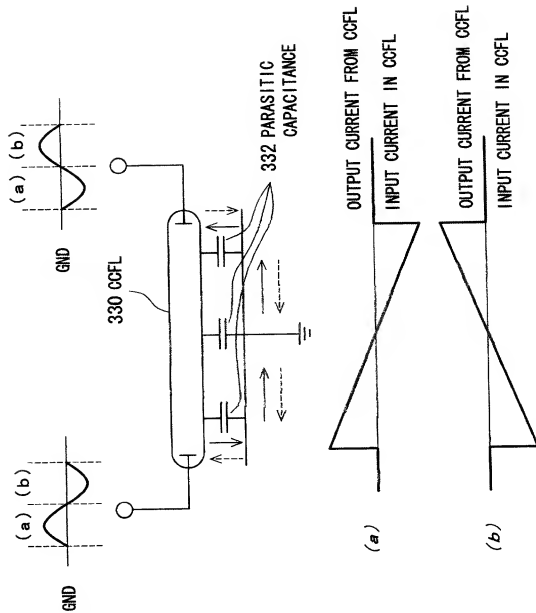 (a) (b)
GND
(a) (b)
GND
330 CCFL
332 PARASITIC
CAPACITANCE
(a)
OUTPUT CURRENT FROM CCFL
INPUT CURRENT IN CCFL
(b)
OUTPUT CURRENT FROM CCFL
INPUT CURRENT IN CCFL